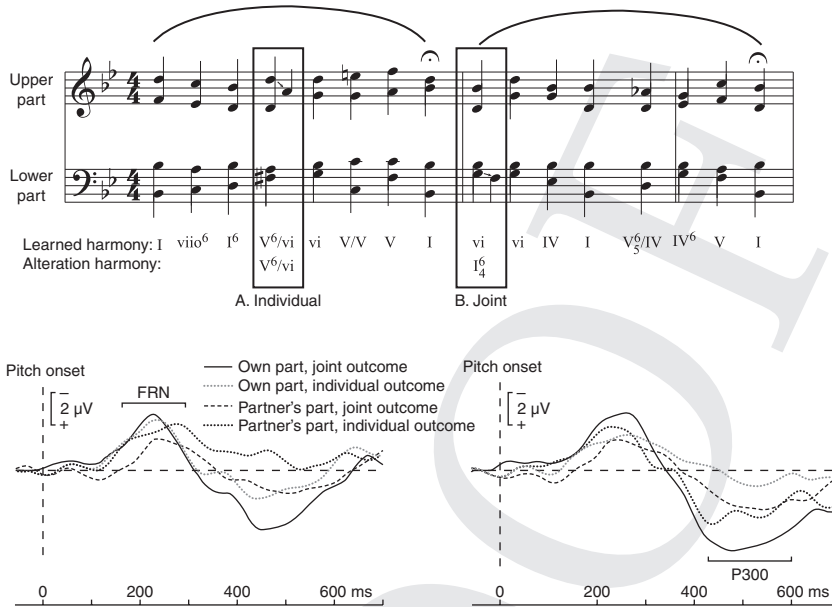 Upper
part
Lower
part
Learned harmony: I viio⁶ I⁶ V⁶/vi vi V/V V I vi vi IV I V⁶₅/IV IV⁶ V I
Alteration harmony: V⁶/vi I⁶₄
A. Individual B. Joint
Pitch onset
− 2 µV +
FRN
Own part, joint outcome
Own part, individual outcome
Partner's part, joint outcome
Partner's part, individual outcome
Pitch onset
− 2 µV +
P300
0 200 400 600 ms
0 200 400 600 ms